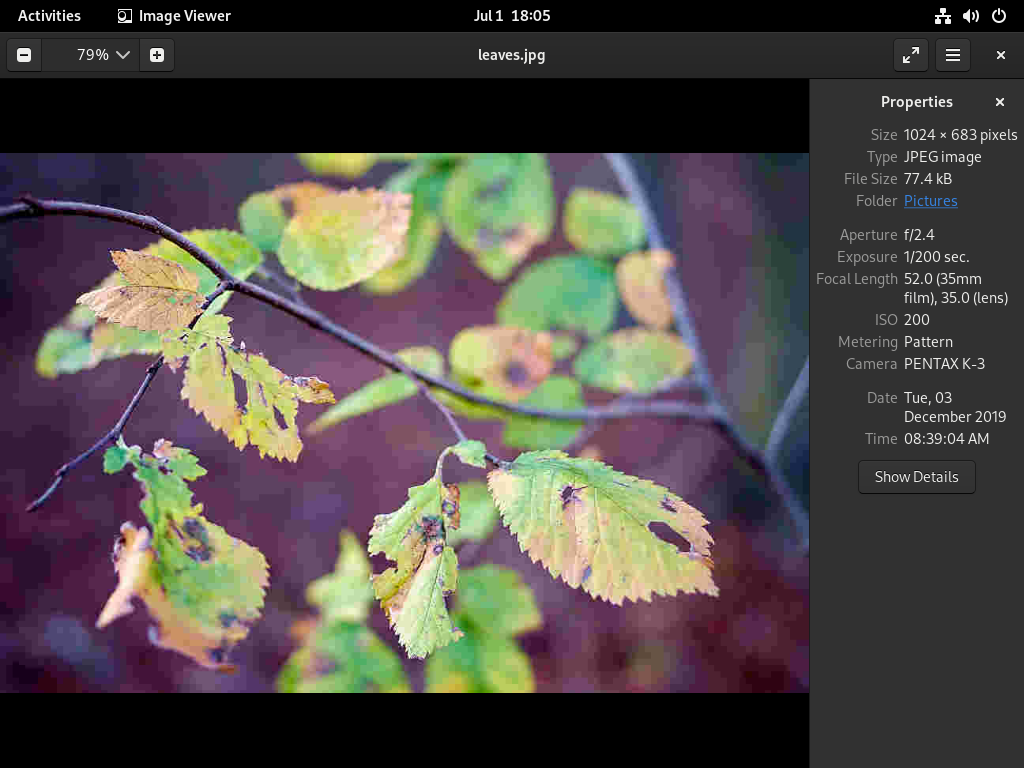 Activities
Image Viewer
Jul 1 18:05
79%
leaves.jpg
Properties
Size 1024 × 683 pixels
Type JPEG image
File Size 77.4 kB
Folder Pictures
Aperture f/2.4
Exposure 1/200 sec.
Focal Length 52.0 (35mm
film), 35.0 (lens)
ISO 200
Metering Pattern
Camera PENTAX K-3
Date Tue, 03
December 2019
Time 08:39:04 AM
Show Details